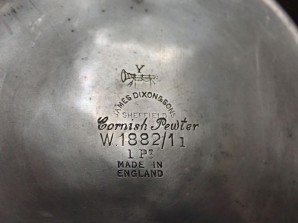 Y
JAMES DIXON & SONS
SHEFFIELD
Cornish Pewter
W.1882/11
1 PT
MADE IN
ENGLAND